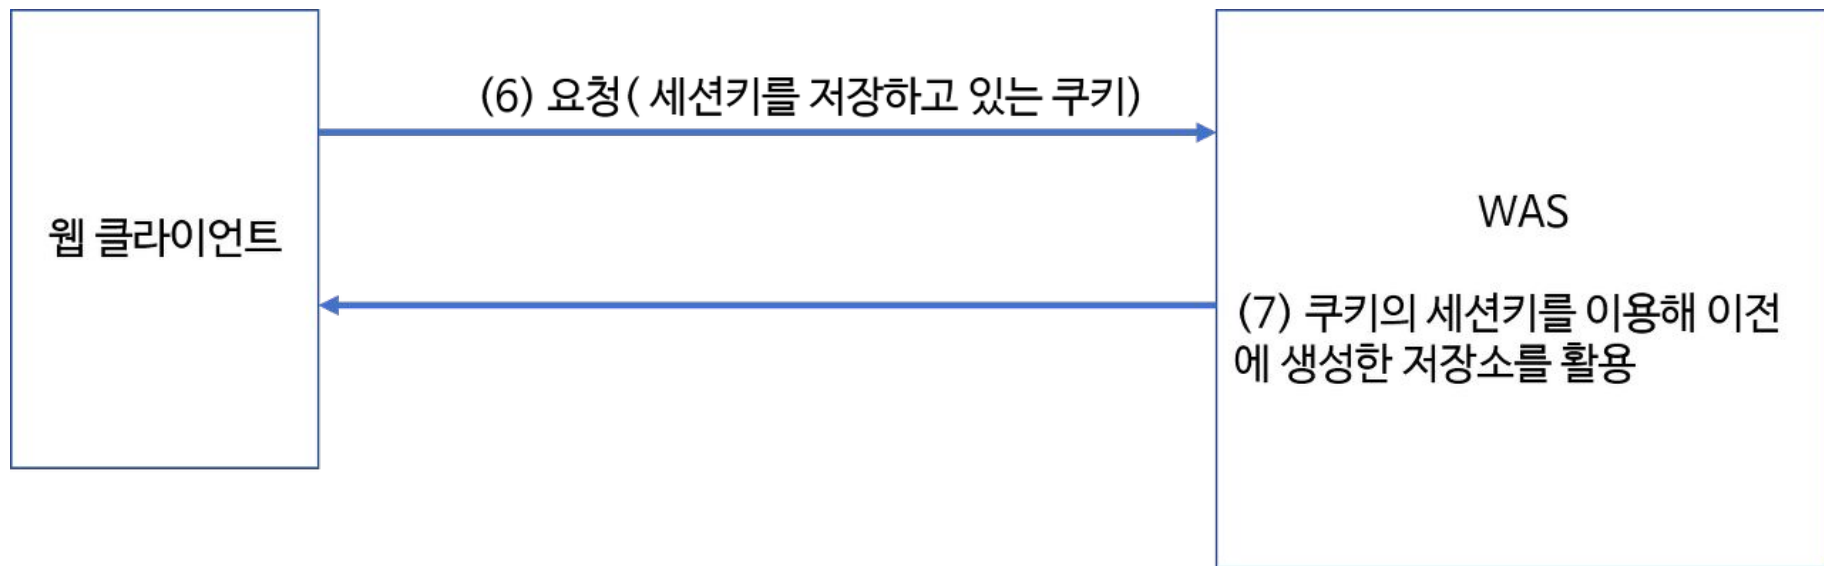 (6) 요청( 세션키를 저장하고 있는 쿠키)
웹 클라이언트
WAS
(7) 쿠키의 세션키를 이용해 이전
에 생성한 저장소를 활용